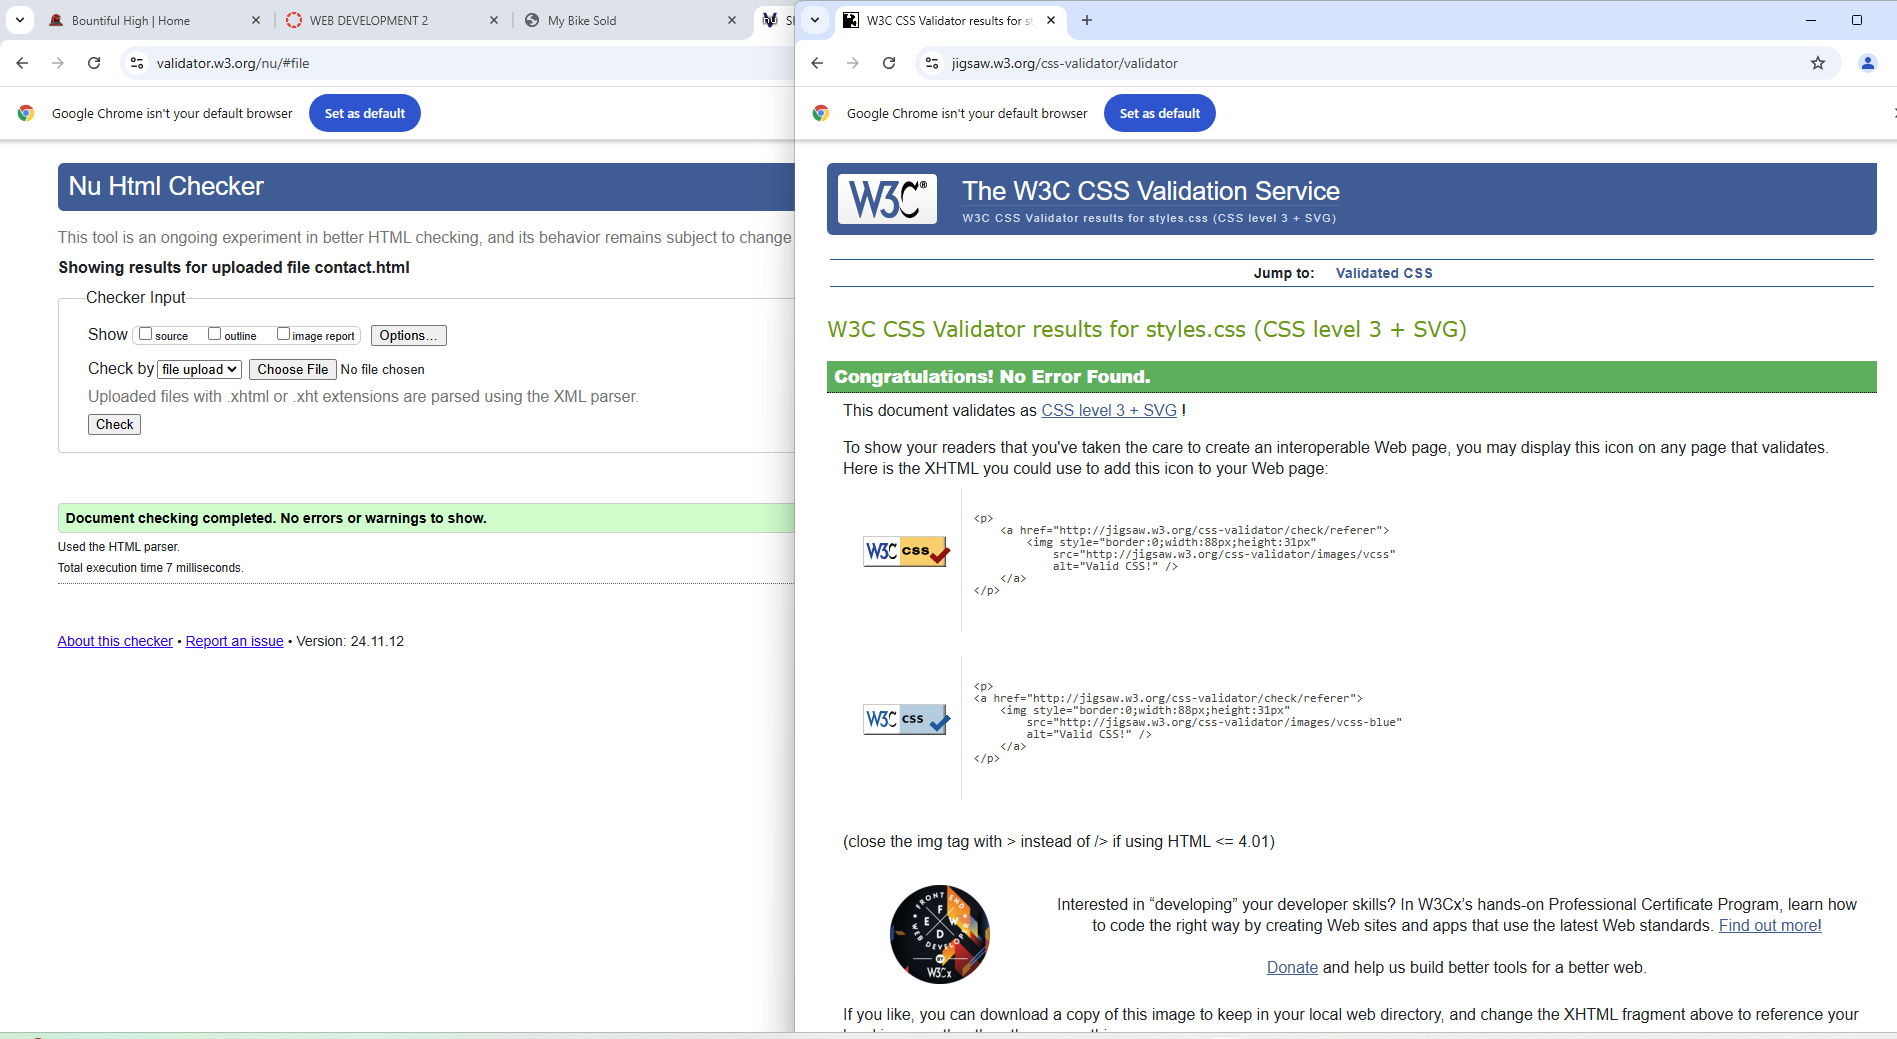 Bountiful High | Home
WEB DEVELOPMENT 2
My Bike Sold
validator.w3.org/nu/#file
Google Chrome isn't your default browser
Set as default
Nu Html Checker
This tool is an ongoing experiment in better HTML checking, and its behavior remains subject to change
Showing results for uploaded file contact.html
Checker Input
Show source outline image report Options...
Check by file upload Choose File No file chosen
Uploaded files with .xhtml or .xht extensions are parsed using the XML parser.
Check
Document checking completed. No errors or warnings to show.
Used the HTML parser.
Total execution time 7 milliseconds.
About this checker • Report an issue • Version: 24.11.12
W3C CSS Validator results for st
jigsaw.w3.org/css-validator/validator
Google Chrome isn't your default browser
Set as default
W3C®
The W3C CSS Validation Service
W3C CSS Validator results for styles.css (CSS level 3 + SVG)
Jump to: Validated CSS
W3C CSS Validator results for styles.css (CSS level 3 + SVG)
Congratulations! No Error Found.
This document validates as CSS level 3 + SVG !
To show your readers that you've taken the care to create an interoperable Web page, you may display this icon on any page that validates.
Here is the XHTML you could use to add this icon to your Web page:
W3C css
<p>
<a href="http://jigsaw.w3.org/css-validator/check/referer">
<img style="border:0;width:88px;height:31px"
src="http://jigsaw.w3.org/css-validator/images/vcss"
alt="Valid CSS!" />
</a>
</p>
W3C css
<p>
<a href="http://jigsaw.w3.org/css-validator/check/referer">
<img style="border:0;width:88px;height:31px"
src="http://jigsaw.w3.org/css-validator/images/vcss-blue"
alt="Valid CSS!" />
</a>
</p>
(close the img tag with > instead of /> if using HTML <= 4.01)
FRONT END
F E W D
WEB DEVELOPER
W3Cx
Interested in “developing” your developer skills? In W3Cx’s hands-on Professional Certificate Program, learn how
to code the right way by creating Web sites and apps that use the latest Web standards. Find out more!
Donate and help us build better tools for a better web.
If you like, you can download a copy of this image to keep in your local web directory, and change the XHTML fragment above to reference your